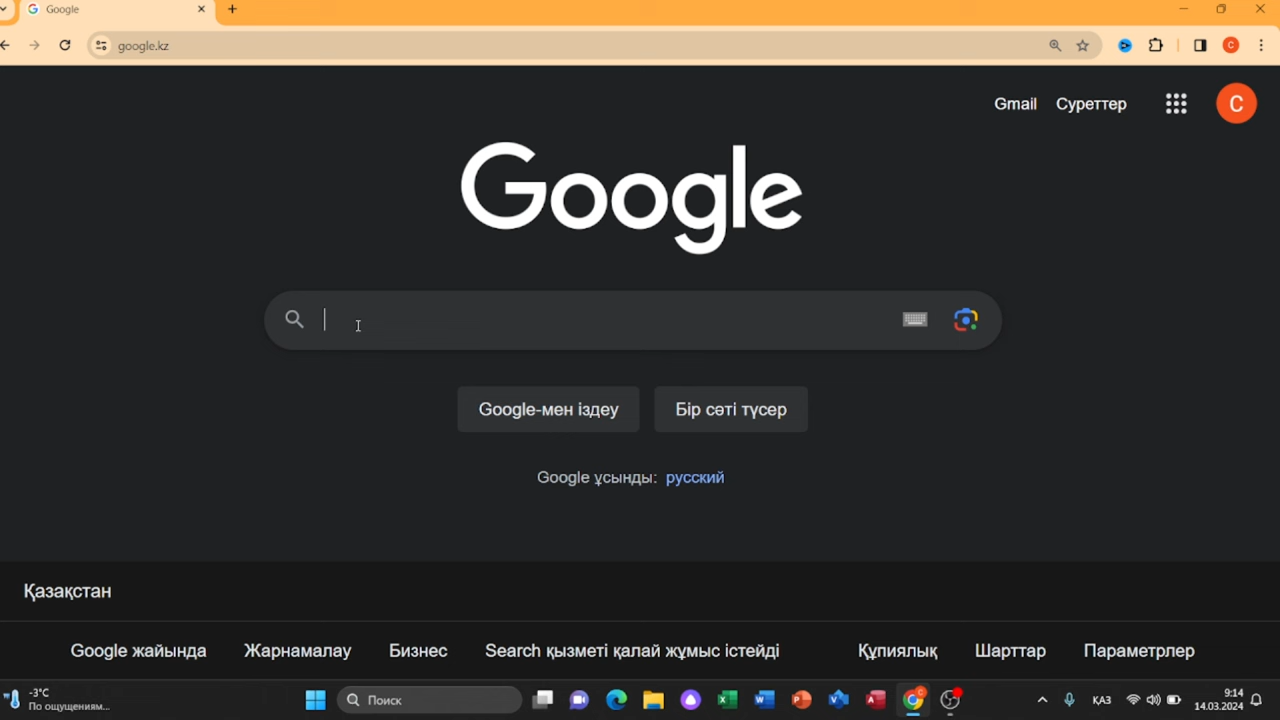 Google
google.kz
C
Gmail Суреттер
C
Google
Google-мен іздеу Бір сәті түсер
Google ұсынды: русский
Қазақстан
Google жайында Жарнамалау Бизнес Search қызметі қалай жұмыс істейді Құпиялық Шарттар Параметрлер
-3°C
По ощущениям...
Поиск
ҚАЗ
9:14
14.03.2024